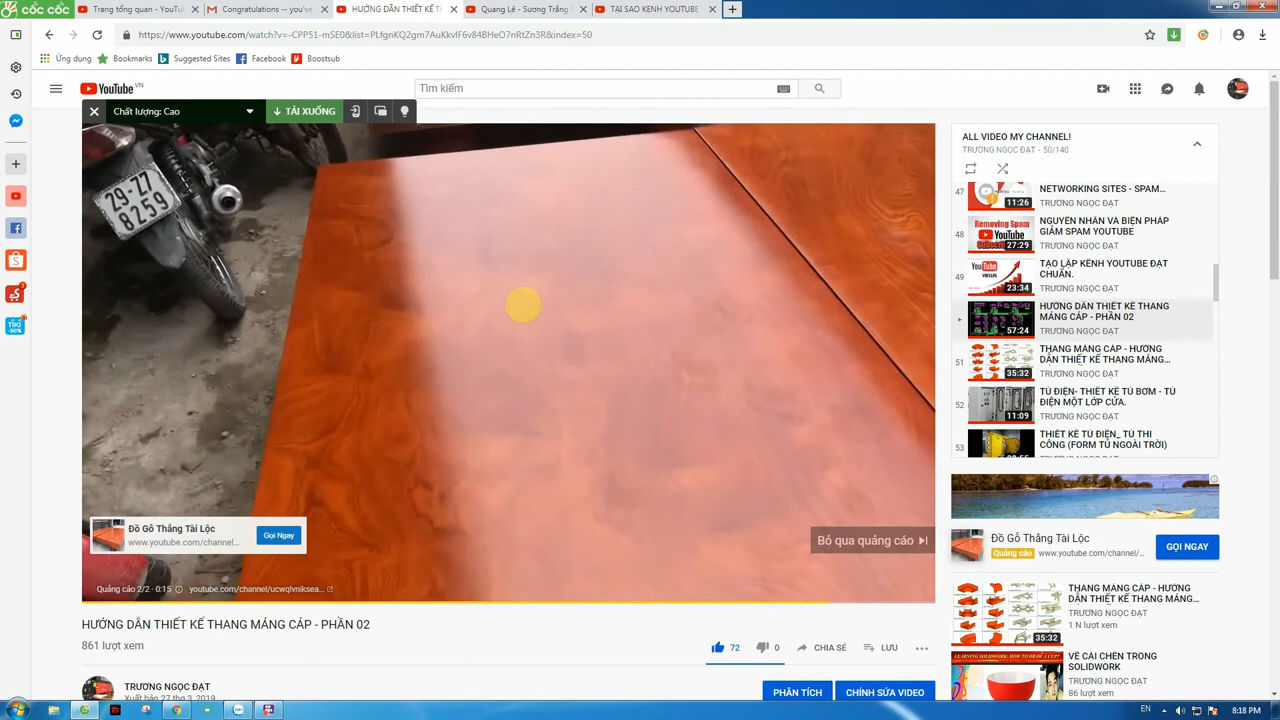 CỐC CỐC
Trang tổng quan - YouTu
Congratulations -- you've
HƯỚNG DẪN THIẾT KẾ T
Quang Lê - Sương Trắng
TẠI SAO KÊNH YOUTUBE
https://www.youtube.com/watch?v=-CPP51-mSE0&list=PLfgnKQ2gm7AuKkvIF6v84BHeO7nRtZn3R&index=50
Ứng dụng
Bookmarks
Suggested Sites
Facebook
Boostsub
YouTube VN
Tìm kiếm
Chất lượng: Cao
TẢI XUỐNG
29-Z7
8259
Đồ Gỗ Thắng Tài Lộc
www.youtube.com/channel...
Gọi Ngay
Bỏ qua quảng cáo
Quảng cáo 2/2 · 0:15
youtube.com/channel/ucwqlvniksea...
HƯỚNG DẪN THIẾT KẾ THANG MÁNG CÁP - PHẦN 02
861 lượt xem
72
0
CHIA SẺ
LƯU
TRƯƠNG NGỌC ĐẠT
Xuất bản 27 thg 3, 2019
PHÂN TÍCH
CHỈNH SỬA VIDEO
ALL VIDEO MY CHANNEL!
TRƯƠNG NGỌC ĐẠT - 50/140
47
11:26
NETWORKING SITES - SPAM...
TRƯƠNG NGỌC ĐẠT
48
Removing Spam
YouTube
27:29
NGUYÊN NHÂN VÀ BIỆN PHÁP
GIẢM SPAM YOUTUBE
TRƯƠNG NGỌC ĐẠT
49
YouTube
23:34
TẠO LẬP KÊNH YOUTUBE ĐẠT
CHUẨN.
TRƯƠNG NGỌC ĐẠT
57:24
HƯỚNG DẪN THIẾT KẾ THANG
MÁNG CÁP - PHẦN 02
TRƯƠNG NGỌC ĐẠT
51
35:32
THANG MÁNG CÁP - HƯỚNG
DẪN THIẾT KẾ THANG MÁNG...
TRƯƠNG NGỌC ĐẠT
52
11:09
TỦ ĐIỆN- THIẾT KẾ TỦ BƠM - TỦ
ĐIỆN MỘT LỚP CỬA.
TRƯƠNG NGỌC ĐẠT
53
THIẾT KẾ TỦ ĐIỆN_ TỦ THI
CÔNG (FORM TỦ NGOÀI TRỜI)
Đồ Gỗ Thắng Tài Lộc
Quảng cáo
www.youtube.com/channel/...
GỌI NGAY
35:32
THANG MÁNG CÁP - HƯỚNG
DẪN THIẾT KẾ THANG MÁNG...
TRƯƠNG NGỌC ĐẠT
1 N lượt xem
LEARNING SOLIDWORK: HOW TO DRAW A CUP?
VẼ CÁI CHÉN TRONG
SOLIDWORK
TRƯƠNG NGỌC ĐẠT
86 lượt xem
EN
8:18 PM